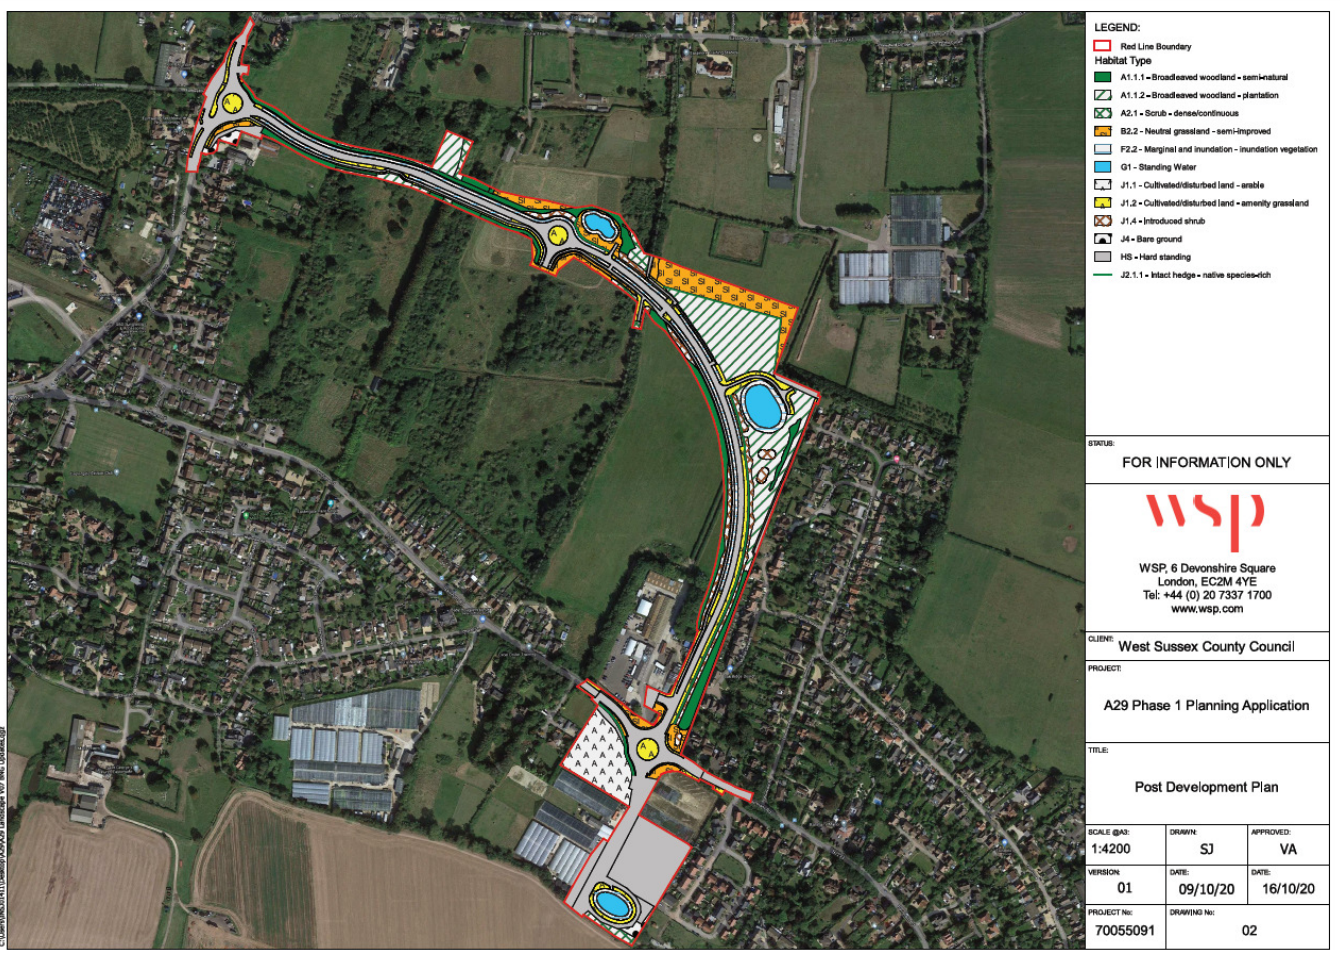 LEGEND:
Red Line Boundary
Habitat Type
A1.1.1 - Broadleaved woodland - semi-natural
A1.1.2 - Broadleaved woodland - plantation
A2.1 - Scrub - dense/continuous
B2.2 - Neutral grassland - semi-improved
F2.2 - Marginal and inundation - inundation vegetation
G1 - Standing Water
J1.1 - Cultivated/disturbed land - arable
J1.2 - Cultivated/disturbed land - amenity grassland
J1.4 - Introduced shrub
J4 - Bare ground
HS - Hard standing
J2.1.1 - Intact hedge - native species-rich
STATUS:
FOR INFORMATION ONLY
wsp
WSP, 6 Devonshire Square
London, EC2M 4YE
Tel: +44 (0) 20 7337 1700
www.wsp.com
CLIENT: West Sussex County Council
PROJECT:
A29 Phase 1 Planning Application
TITLE:
Post Development Plan
SCALE @A3: DRAWN: APPROVED:
1:4200 SJ VA
VERSION: DATE: DATE:
01 09/10/20 16/10/20
PROJECT No: DRAWING No:
70055091 02